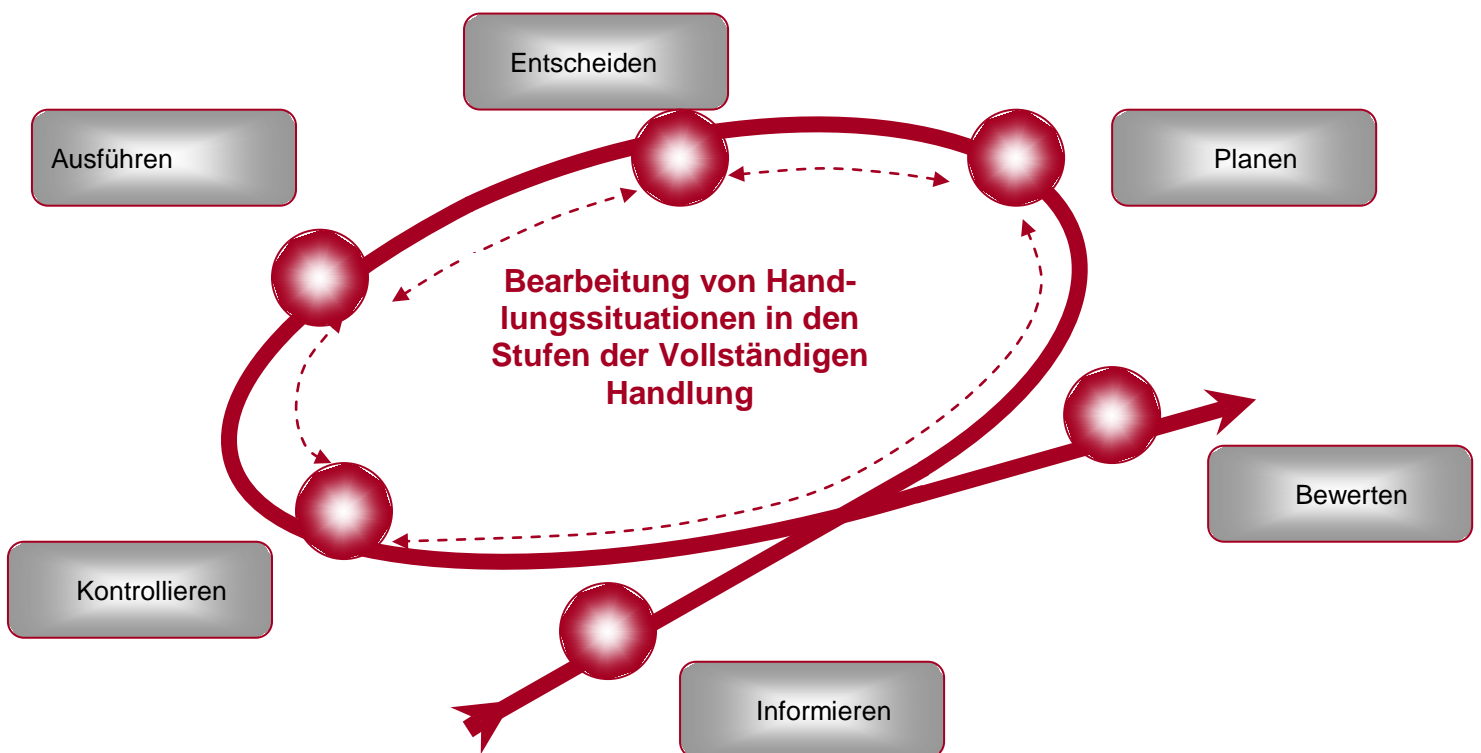 Entscheiden
Ausführen
Planen
Bearbeitung von Hand-
lungssituationen in den
Stufen der Vollständigen
Handlung
Bewerten
Kontrollieren
Informieren